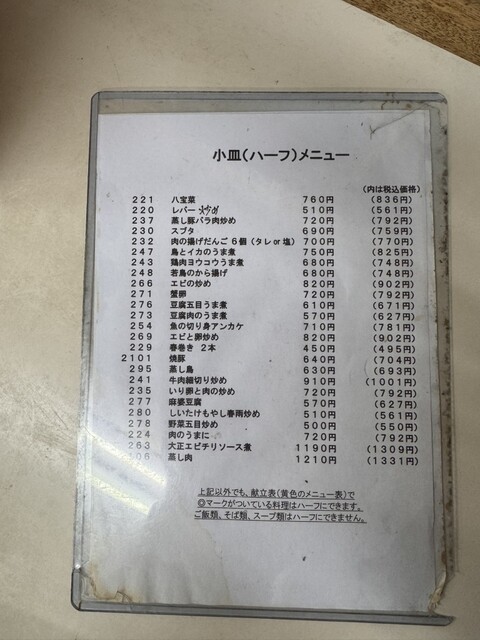 小皿(ハーフ)メニュー
(内は税込価格)
221 八宝菜 760円 (836円)
220 レバー炒め 510円 (561円)
237 蒸し豚バラ肉炒め 720円 (792円)
230 スブタ 690円 (759円)
232 肉の揚げだんご 6個(タレor塩) 700円 (770円)
247 鳥とイカのうま煮 750円 (825円)
243 鶏肉ヨウコウうま煮 680円 (748円)
248 若鳥のから揚げ 680円 (748円)
266 エビの炒め 820円 (902円)
271 蟹卵 720円 (792円)
276 豆腐五目うま煮 610円 (671円)
273 豆腐肉のうま煮 570円 (627円)
254 魚の切り身アンカケ 710円 (781円)
269 エビと卵炒め 820円 (902円)
229 春巻き 2本 450円 (495円)
2101 焼豚 640円 (704円)
295 蒸し鳥 630円 (693円)
241 牛肉細切り炒め 910円 (1001円)
235 いり卵と肉の炒め 720円 (792円)
277 麻婆豆腐 570円 (627円)
280 しいたけもやし春雨炒め 510円 (561円)
278 野菜五目炒め 500円 (550円)
224 肉のうまに 720円 (792円)
263 大正エビチリソース煮 1190円 (1309円)
蒸し肉 1210円 (1331円)
上記以外でも、献立表(黄色のメニュー表)で
◎マークがついている料理はハーフにできます。
ご飯類、そば類、スープ類はハーフにできません。